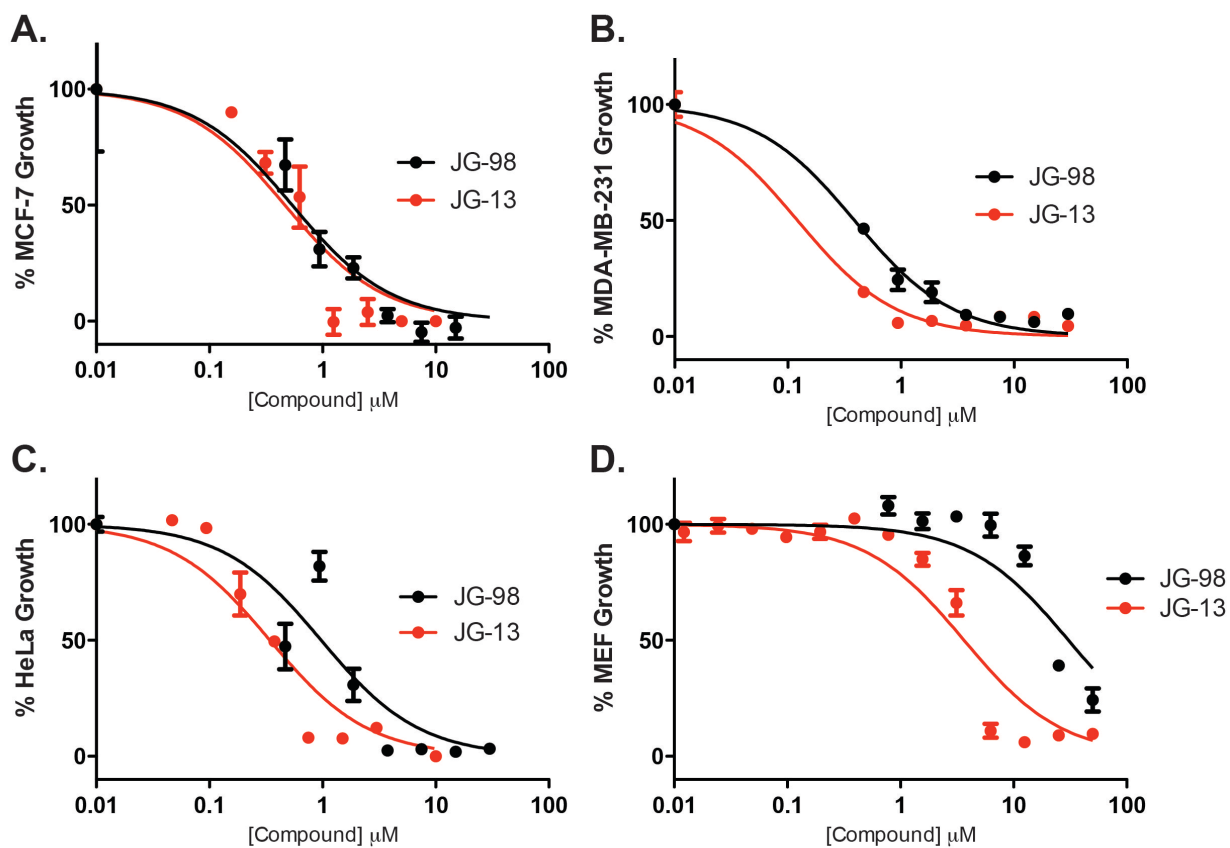 A.
% MCF-7 Growth
100
50
0
0.01 0.1 1 10 100
[Compound] μM
JG-98
JG-13
B.
% MDA-MB-231 Growth
100
50
0
0.01 0.1 1 10 100
[Compound] μM
JG-98
JG-13
C.
% HeLa Growth
100
50
0
0.01 0.1 1 10 100
[Compound] μM
JG-98
JG-13
D.
% MEF Growth
100
50
0
0.01 0.1 1 10 100
[Compound] μM
JG-98
JG-13